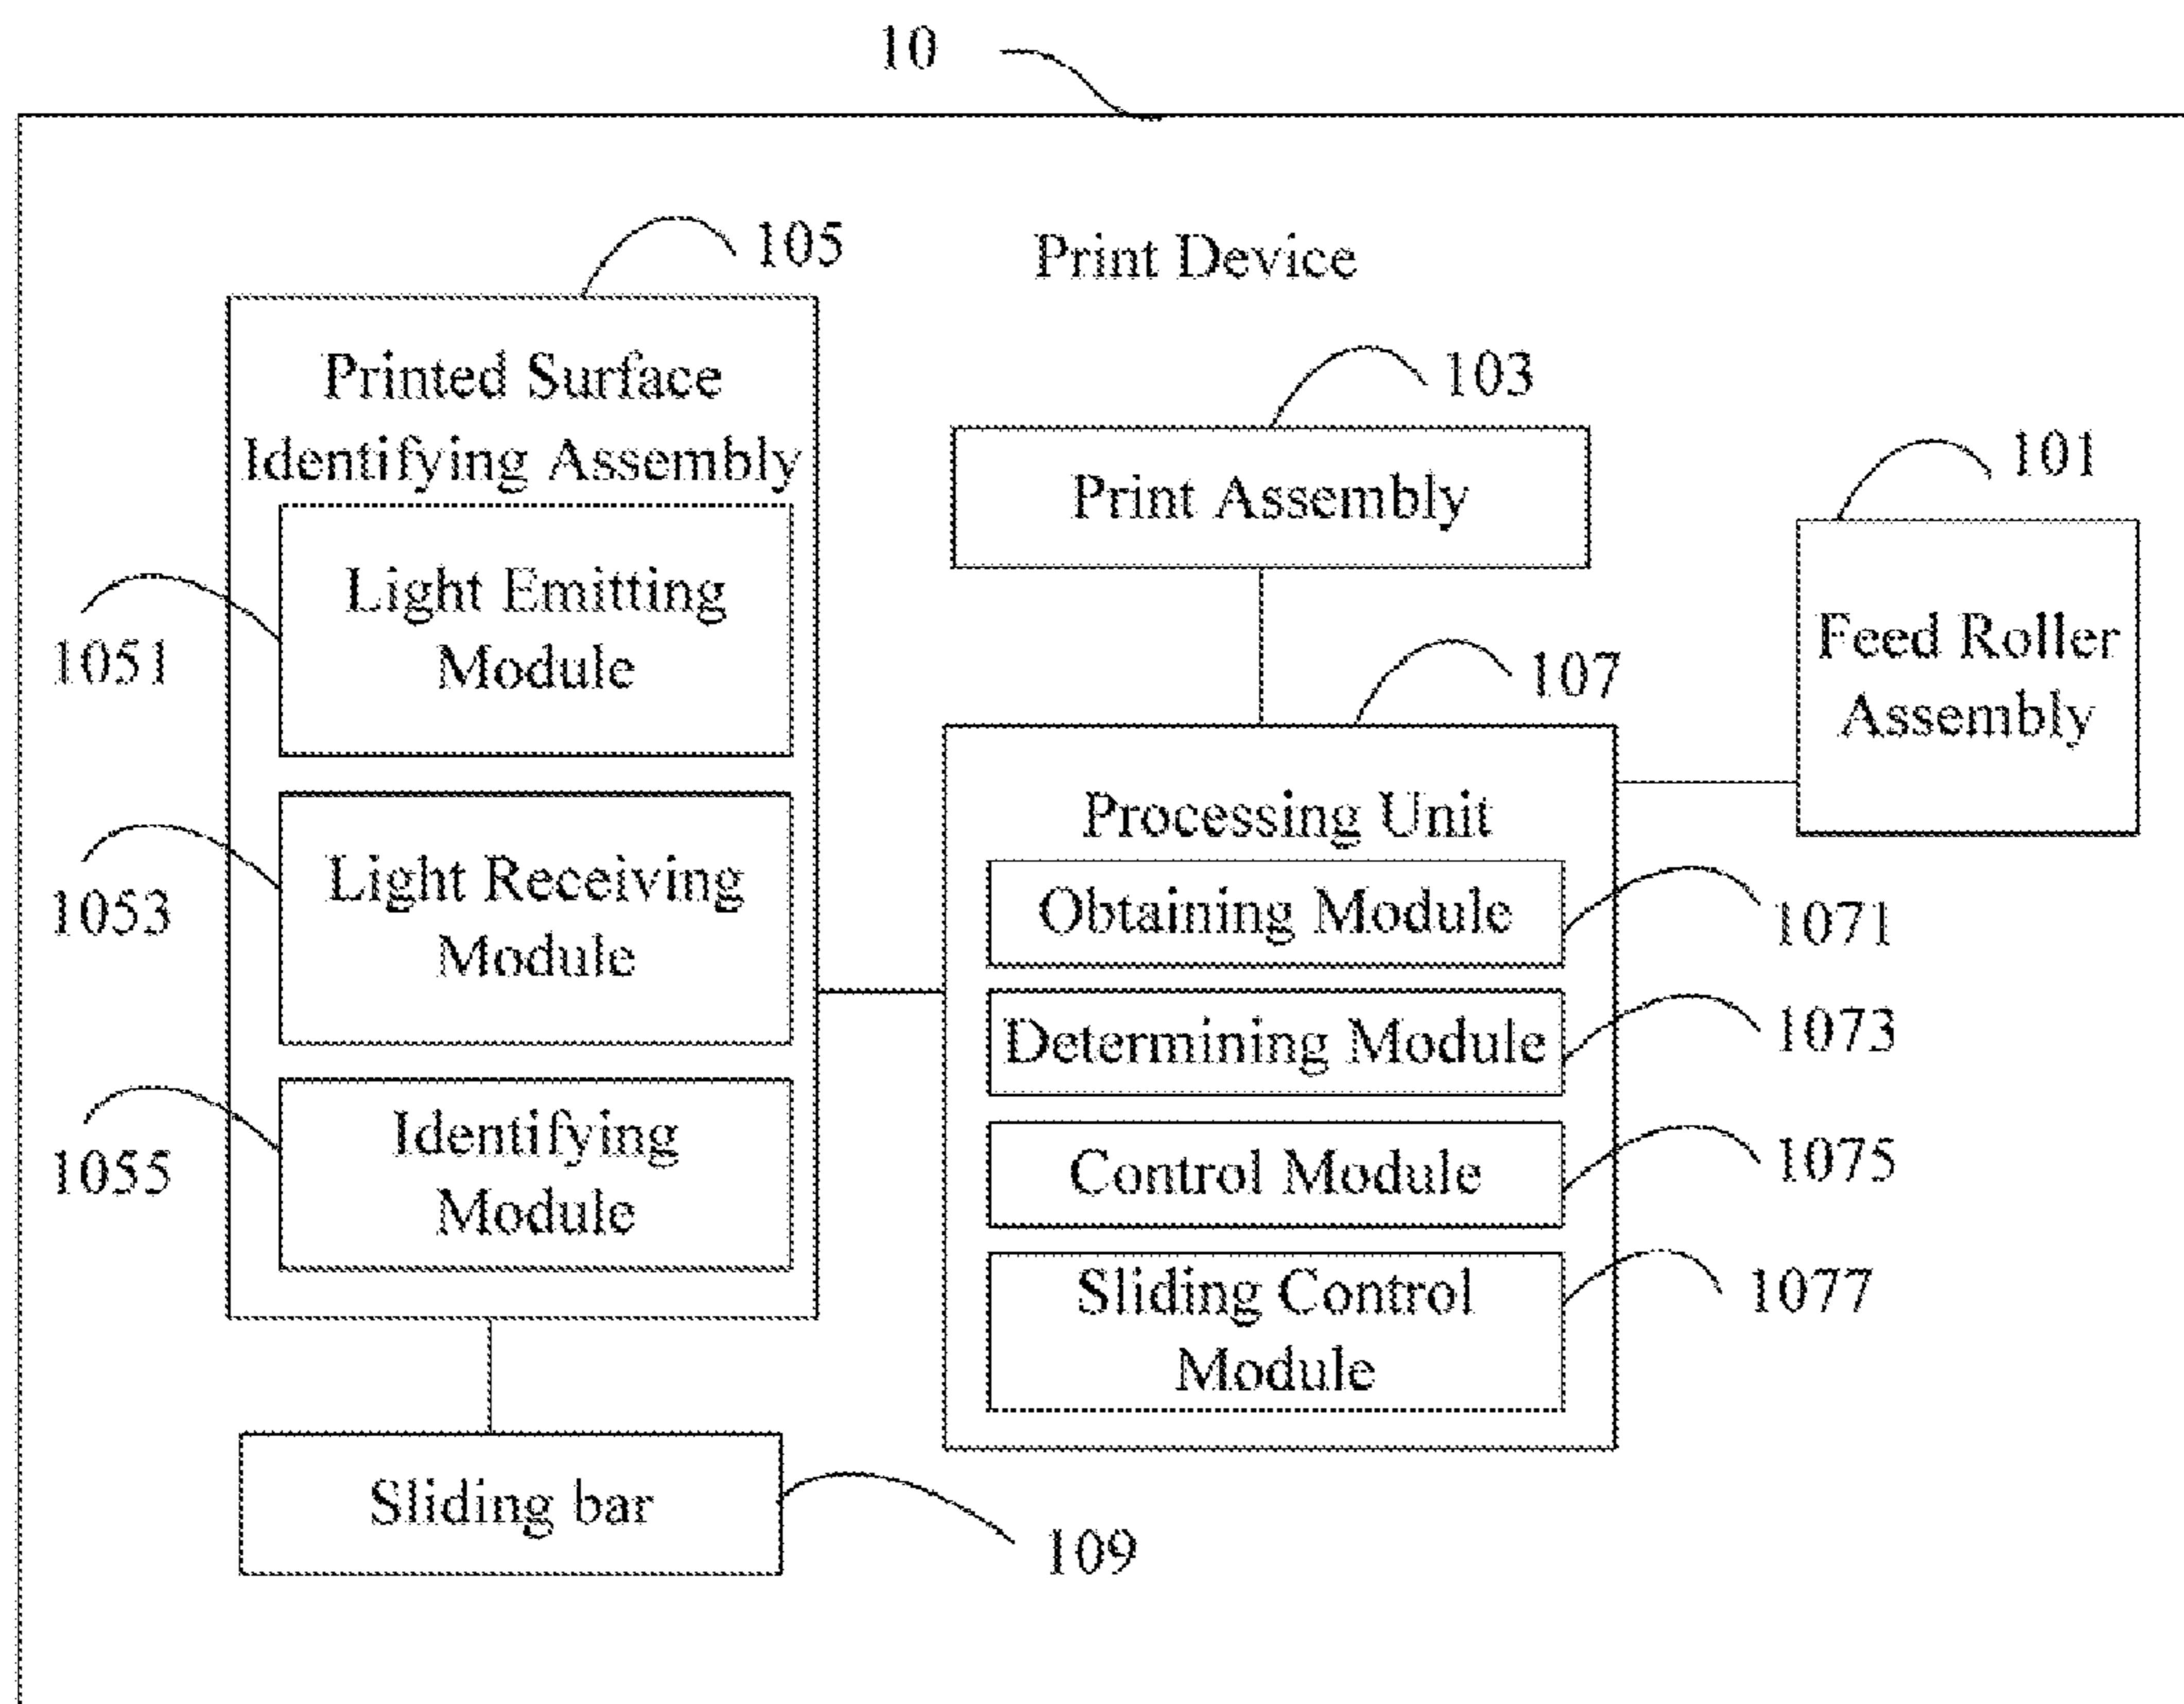 10
Print Device
105
Printed Surface
Identifying Assembly
Light Emitting
Module
1051
Light Receiving
Module
1053
Identifying
Module
1055
Sliding bar
109
103
Print Assembly
101
Feed Roller
Assembly
107
Processing Unit
Obtaining Module
1071
Determining Module
1073
Control Module
1075
Sliding Control
Module
1077